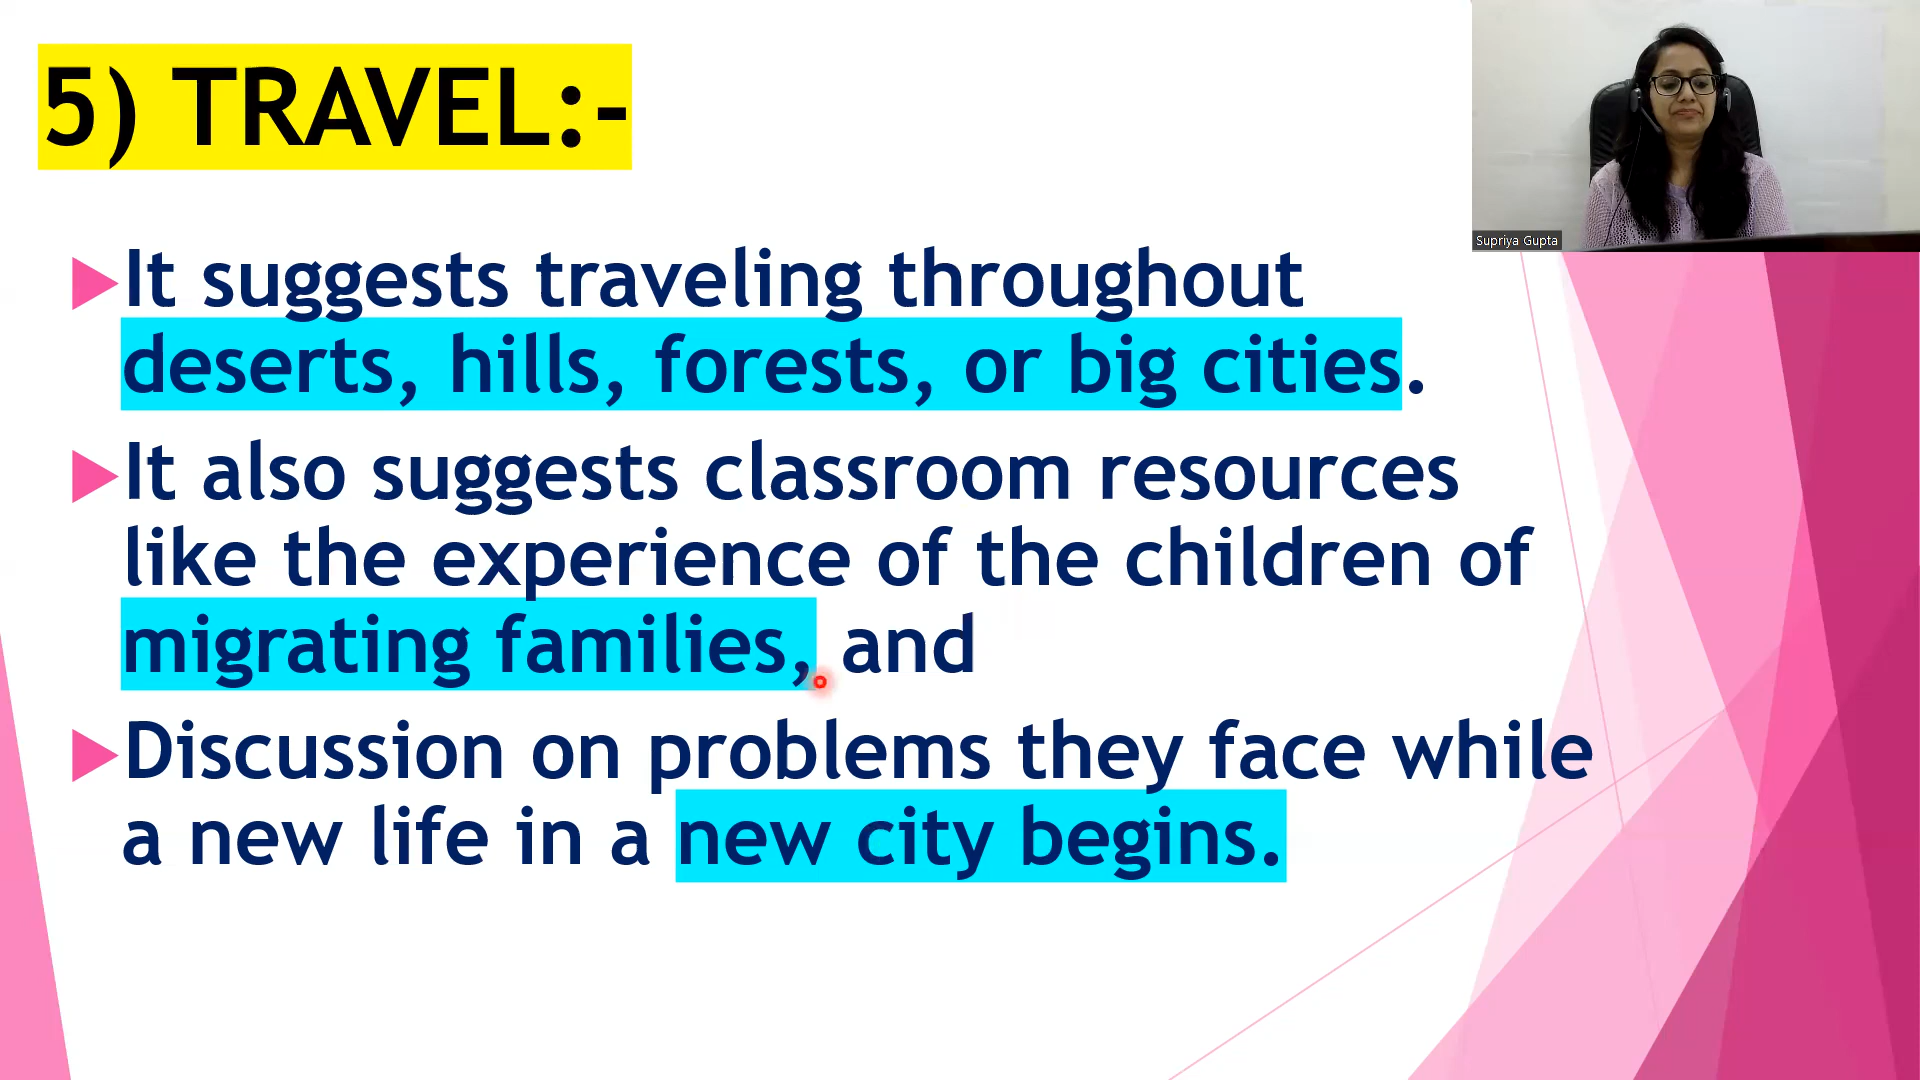 5) TRAVEL:-
It suggests traveling throughout
deserts, hills, forests, or big cities.
It also suggests classroom resources
like the experience of the children of
migrating families, and
Discussion on problems they face while
a new life in a new city begins.
Supriya Gupta